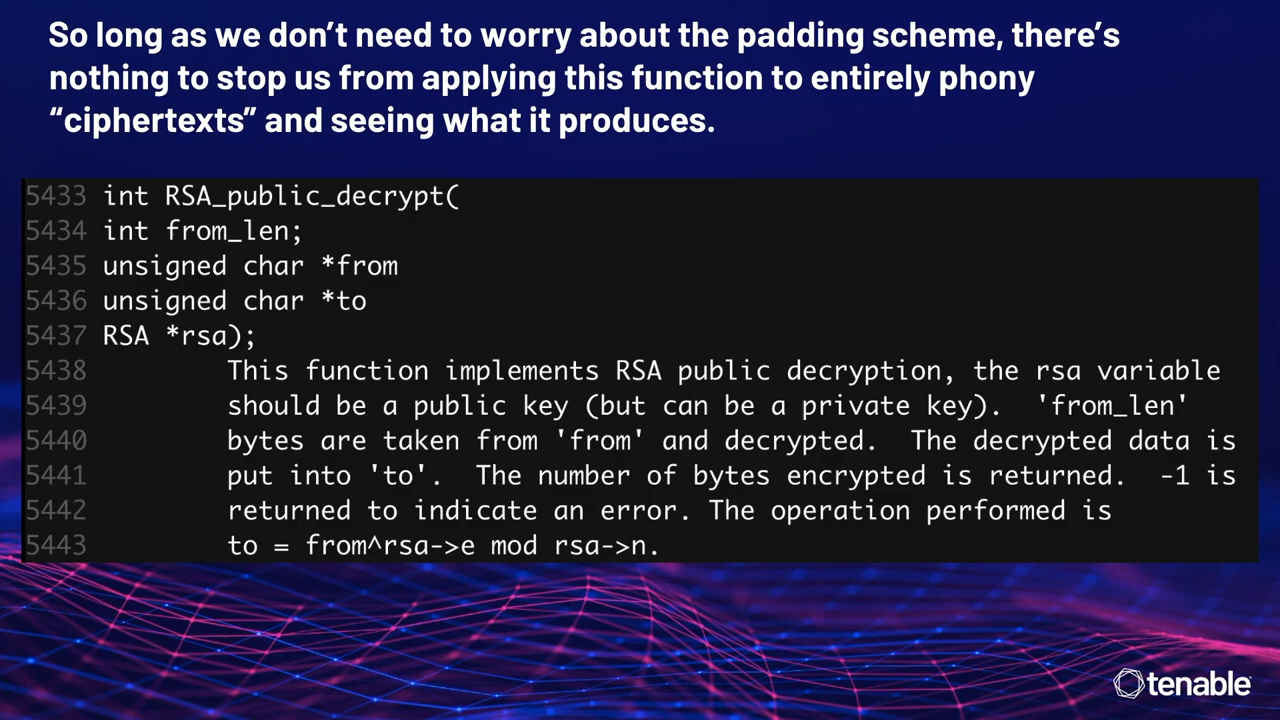 So long as we don’t need to worry about the padding scheme, there’s
nothing to stop us from applying this function to entirely phony
“ciphertexts” and seeing what it produces.
5433 int RSA_public_decrypt(
5434 int from_len;
5435 unsigned char *from
5436 unsigned char *to
5437 RSA *rsa);
5438         This function implements RSA public decryption, the rsa variable
5439         should be a public key (but can be a private key).  'from_len'
5440         bytes are taken from 'from' and decrypted.  The decrypted data is
5441         put into 'to'.  The number of bytes encrypted is returned.  -1 is
5442         returned to indicate an error. The operation performed is
5443         to = from^rsa->e mod rsa->n.
tenable